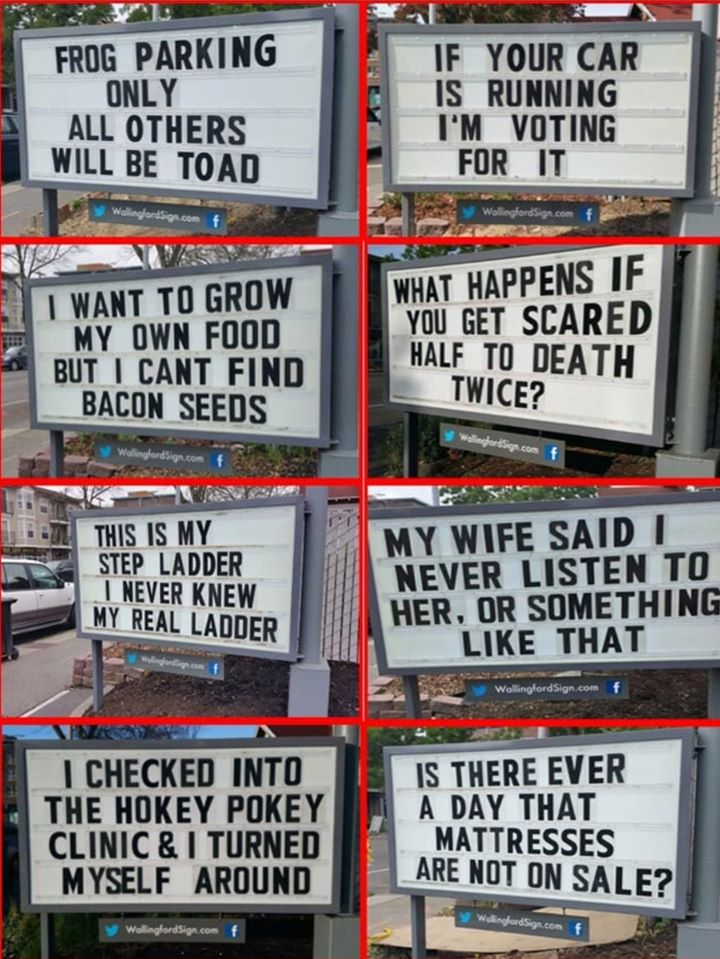 FROG PARKING
ONLY
ALL OTHERS
WILL BE TOAD
WallingfordSign.com f
IF YOUR CAR
IS RUNNING
I'M VOTING
FOR IT
WallingfordSign.com f
I WANT TO GROW
MY OWN FOOD
BUT I CANT FIND
BACON SEEDS
WallingfordSign.com f
WHAT HAPPENS IF
YOU GET SCARED
HALF TO DEATH
TWICE?
WallingfordSign.com f
THIS IS MY
STEP LADDER
I NEVER KNEW
MY REAL LADDER
WallingfordSign.com f
MY WIFE SAID I
NEVER LISTEN TO
HER, OR SOMETHING
LIKE THAT
WallingfordSign.com f
I CHECKED INTO
THE HOKEY POKEY
CLINIC & I TURNED
MYSELF AROUND
WallingfordSign.com f
IS THERE EVER
A DAY THAT
MATTRESSES
ARE NOT ON SALE?
WallingfordSign.com f